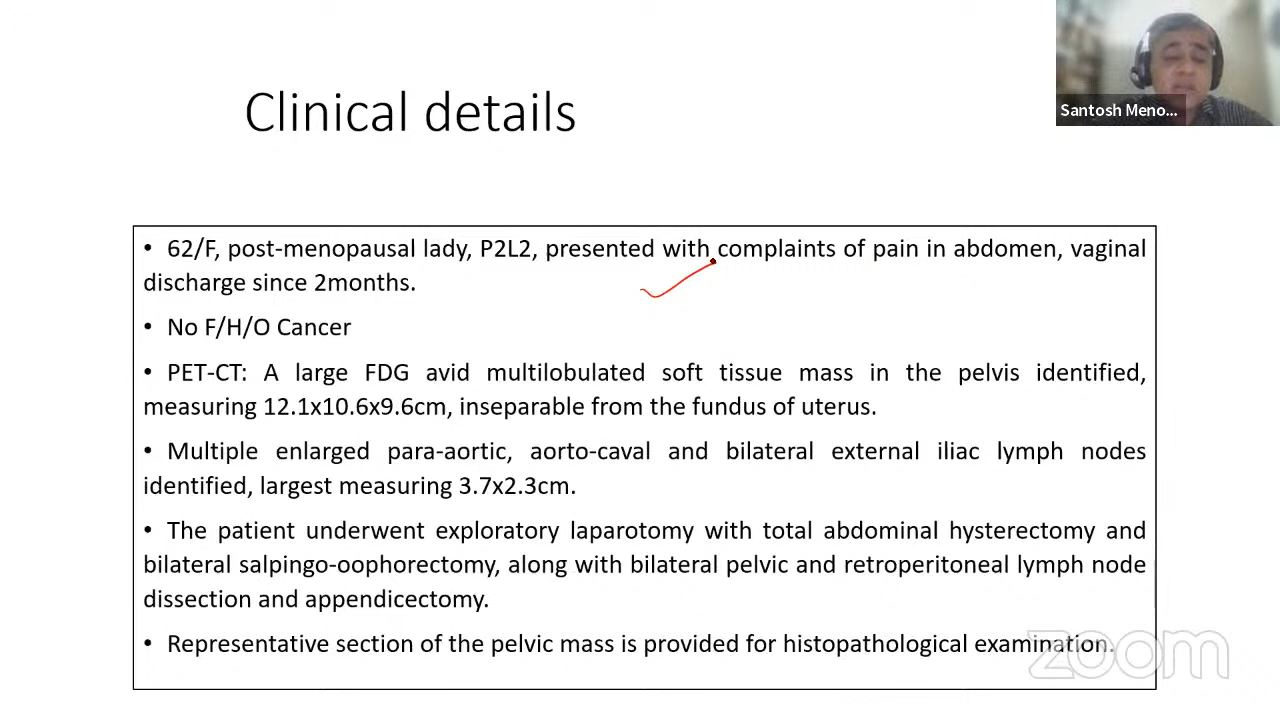 Santosh Meno...
Clinical details
• 62/F, post-menopausal lady, P2L2, presented with complaints of pain in abdomen, vaginal
discharge since 2months.
• No F/H/O Cancer
• PET-CT: A large FDG avid multilobulated soft tissue mass in the pelvis identified,
measuring 12.1x10.6x9.6cm, inseparable from the fundus of uterus.
• Multiple enlarged para-aortic, aorto-caval and bilateral external iliac lymph nodes
identified, largest measuring 3.7x2.3cm.
• The patient underwent exploratory laparotomy with total abdominal hysterectomy and
bilateral salpingo-oophorectomy, along with bilateral pelvic and retroperitoneal lymph node
dissection and appendicectomy.
• Representative section of the pelvic mass is provided for histopathological examination.
zoom